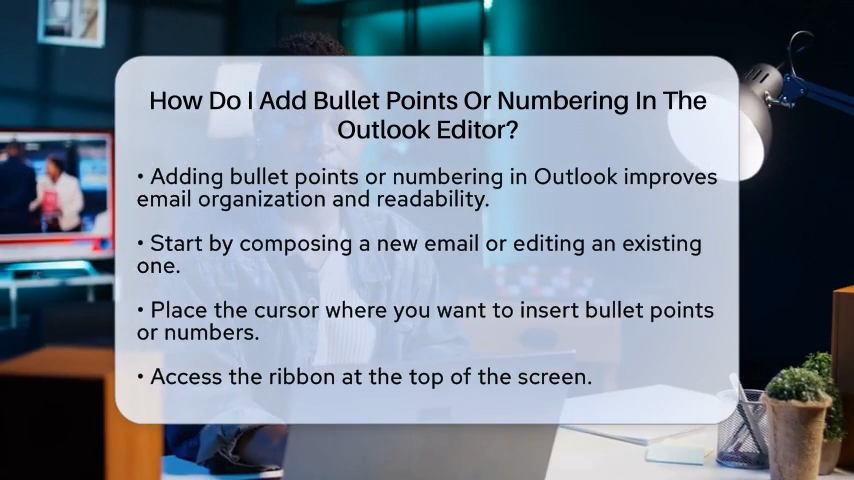 How Do I Add Bullet Points Or Numbering In The
Outlook Editor?
• Adding bullet points or numbering in Outlook improves
email organization and readability.
• Start by composing a new email or editing an existing
one.
• Place the cursor where you want to insert bullet points
or numbers.
• Access the ribbon at the top of the screen.